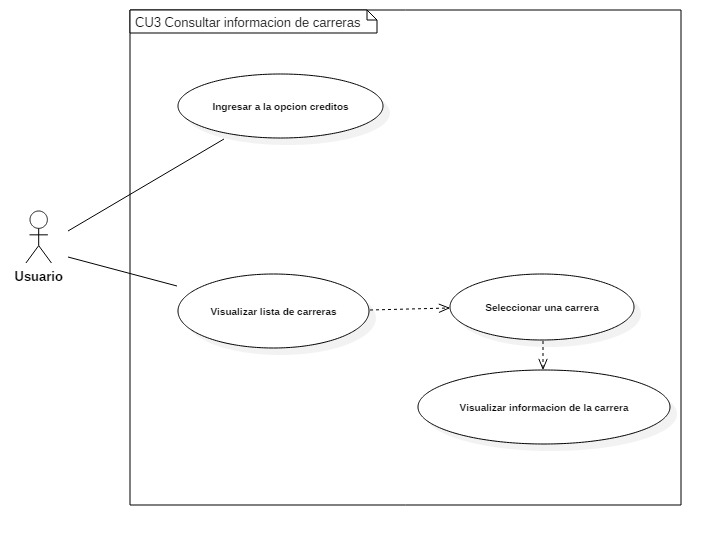 CU3 Consultar informacion de carreras
Ingresar a la opcion creditos
Usuario
Visualizar lista de carreras
Seleccionar una carrera
Visualizar informacion de la carrera